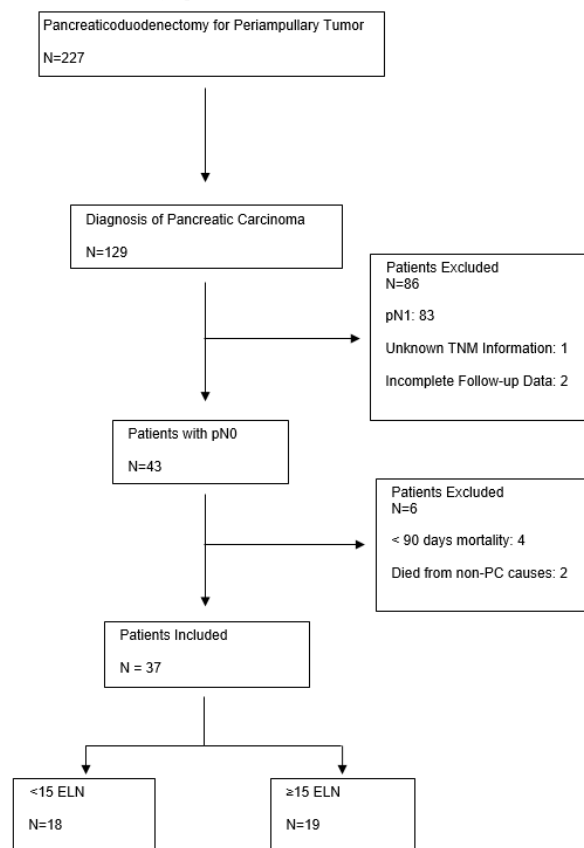 Pancreaticoduodenectomy for Periampullary Tumor
N=227
Diagnosis of Pancreatic Carcinoma
N=129
Patients Excluded
N=86
pN1: 83
Unknown TNM Information: 1
Incomplete Follow-up Data: 2
Patients with pN0
N=43
Patients Excluded
N=6
< 90 days mortality: 4
Died from non-PC causes: 2
Patients Included
N = 37
<15 ELN
N=18
≥15 ELN
N=19